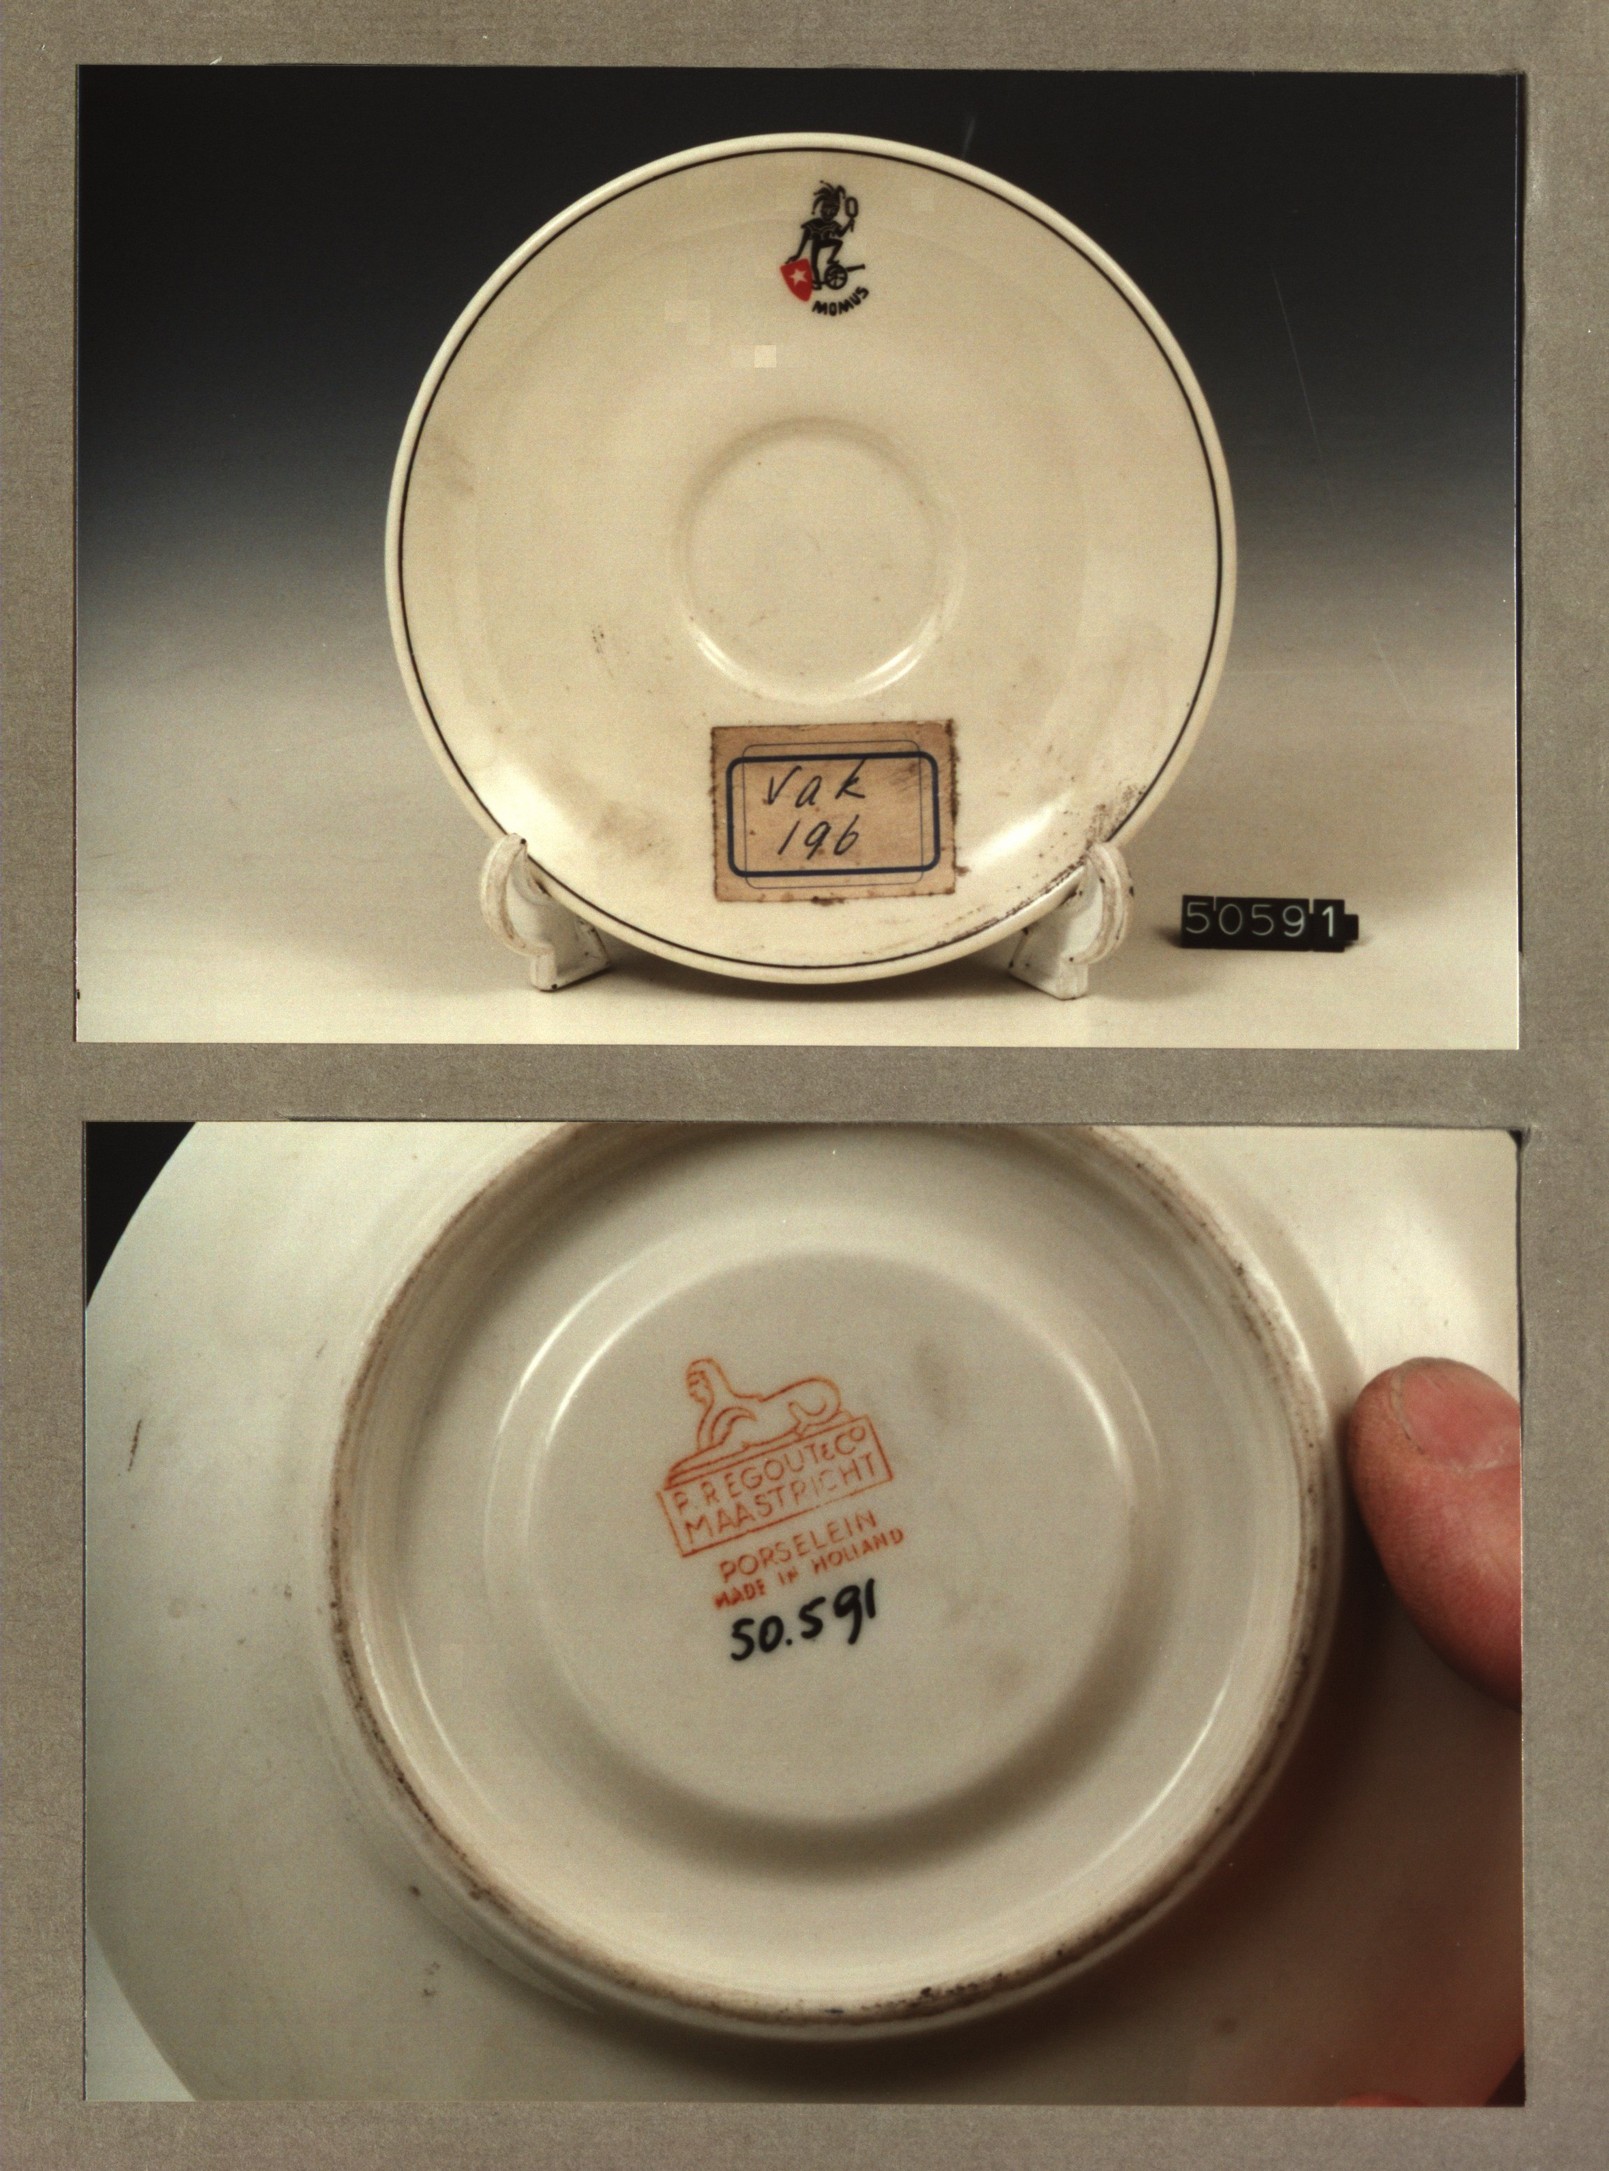 MOMUS
Vak
196
50591
P. REGOUT & CO
MAASTRICHT
PORSELEIN
MADE IN HOLLAND
50.591